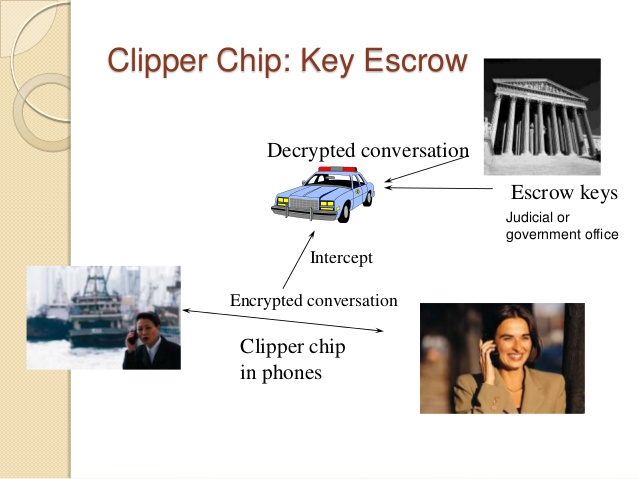 Clipper Chip: Key Escrow
Decrypted conversation
Escrow keys
Judicial or
government office
Intercept
Encrypted conversation
Clipper chip
in phones